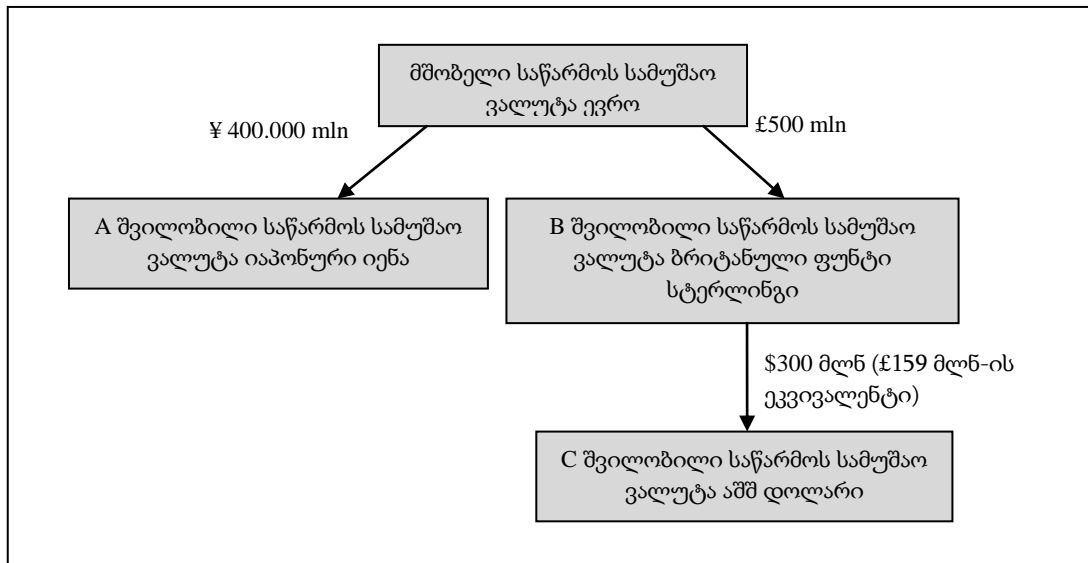 მშობელი საწარმოს სამუშაო
ვალუტა ევრო
¥ 400.000 mln
£500 mln
A შვილობილი საწარმოს სამუშაო
ვალუტა იაპონური იენა
B შვილობილი საწარმოს სამუშაო
ვალუტა ბრიტანული ფუნტი
სტერლინგი
$300 მლნ (£159 მლნ-ის
ეკვივალენტი)
C შვილობილი საწარმოს სამუშაო
ვალუტა აშშ დოლარი